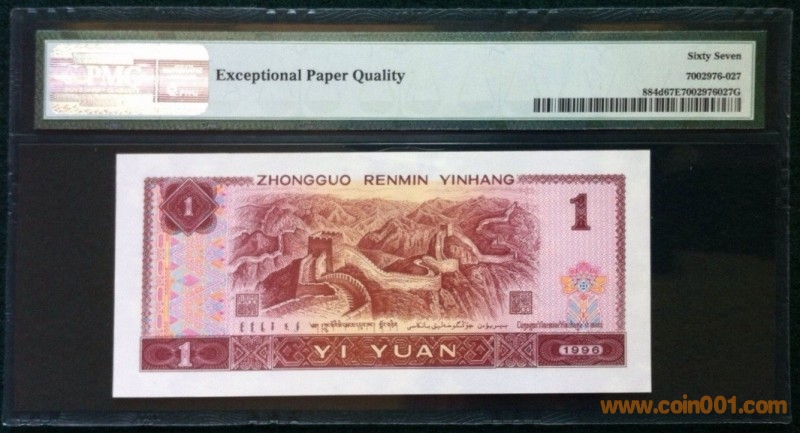 PMG
Exceptional Paper Quality
Sixty Seven
7002976-027
884d67E7002976027G
ZHONGGUO RENMIN YINHANG
1
1
1
YI YUAN
1996
www.coin001.com